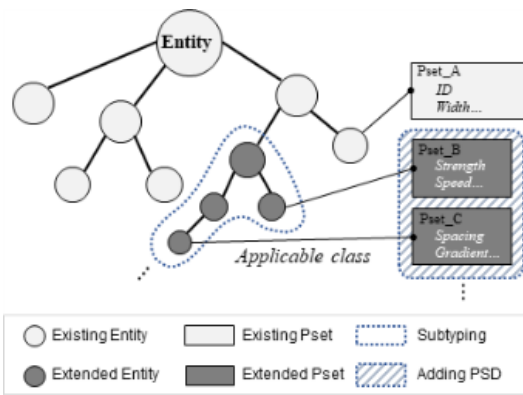 Entity
Pset_A
ID
Width...
Pset_B
Strength
Speed...
Pset_C
Spacing
Gradient...
Applicable class
Existing Entity
Existing Pset
Subtyping
Extended Entity
Extended Pset
Adding PSD